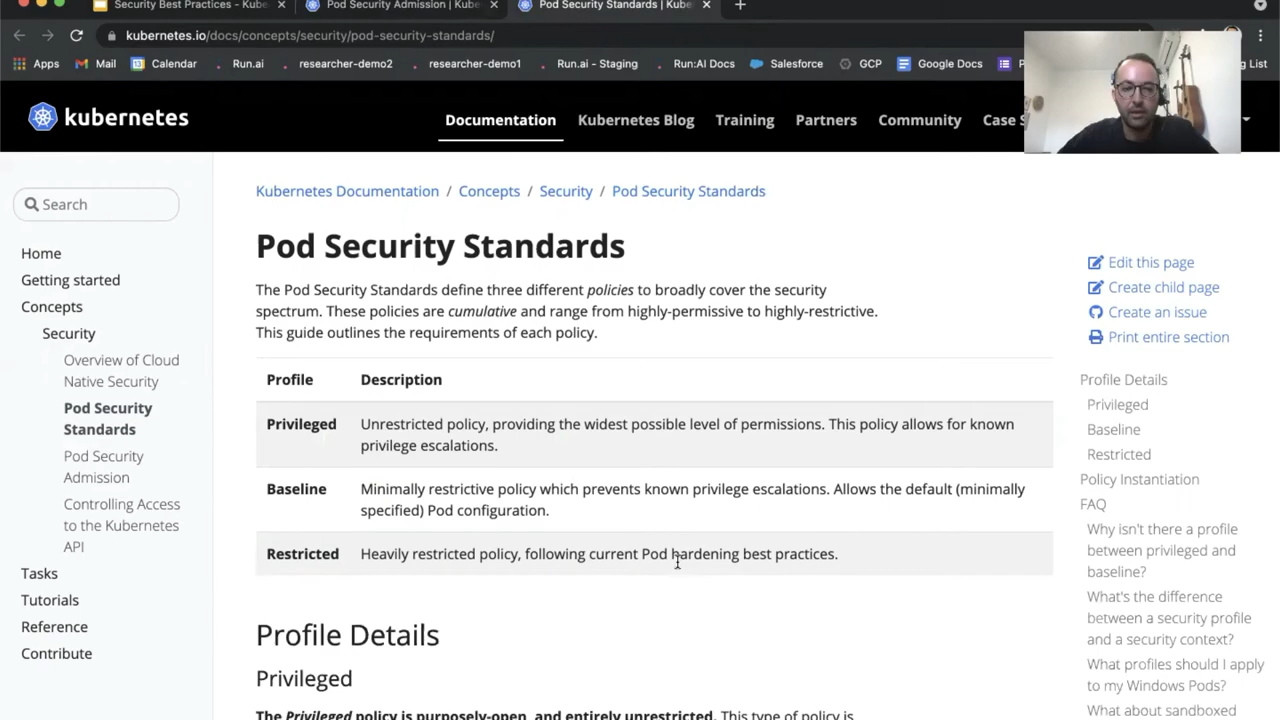 Security Best Practices - Kube
Pod Security Admission | Kube
Pod Security Standards | Kube
kubernetes.io/docs/concepts/security/pod-security-standards/
Apps Mail Calendar Run.ai researcher-demo2 researcher-demo1 Run.ai - Staging Run:AI Docs Salesforce GCP Google Docs
kubernetes
Documentation Kubernetes Blog Training Partners Community Case
Search
Home
Getting started
Concepts
Security
Overview of Cloud
Native Security
Pod Security
Standards
Pod Security
Admission
Controlling Access
to the Kubernetes
API
Tasks
Tutorials
Reference
Contribute
Kubernetes Documentation / Concepts / Security / Pod Security Standards
Pod Security Standards
The Pod Security Standards define three different policies to broadly cover the security
spectrum. These policies are cumulative and range from highly-permissive to highly-restrictive.
This guide outlines the requirements of each policy.
Profile Description
Privileged Unrestricted policy, providing the widest possible level of permissions. This policy allows for known
privilege escalations.
Baseline Minimally restrictive policy which prevents known privilege escalations. Allows the default (minimally
specified) Pod configuration.
Restricted Heavily restricted policy, following current Pod hardening best practices.
Profile Details
Privileged
The Privileged policy is purposely-open, and entirely unrestricted. This type of policy is
Edit this page
Create child page
Create an issue
Print entire section
Profile Details
Privileged
Baseline
Restricted
Policy Instantiation
FAQ
Why isn't there a profile
between privileged and
baseline?
What's the difference
between a security profile
and a security context?
What profiles should I apply
to my Windows Pods?
What about sandboxed